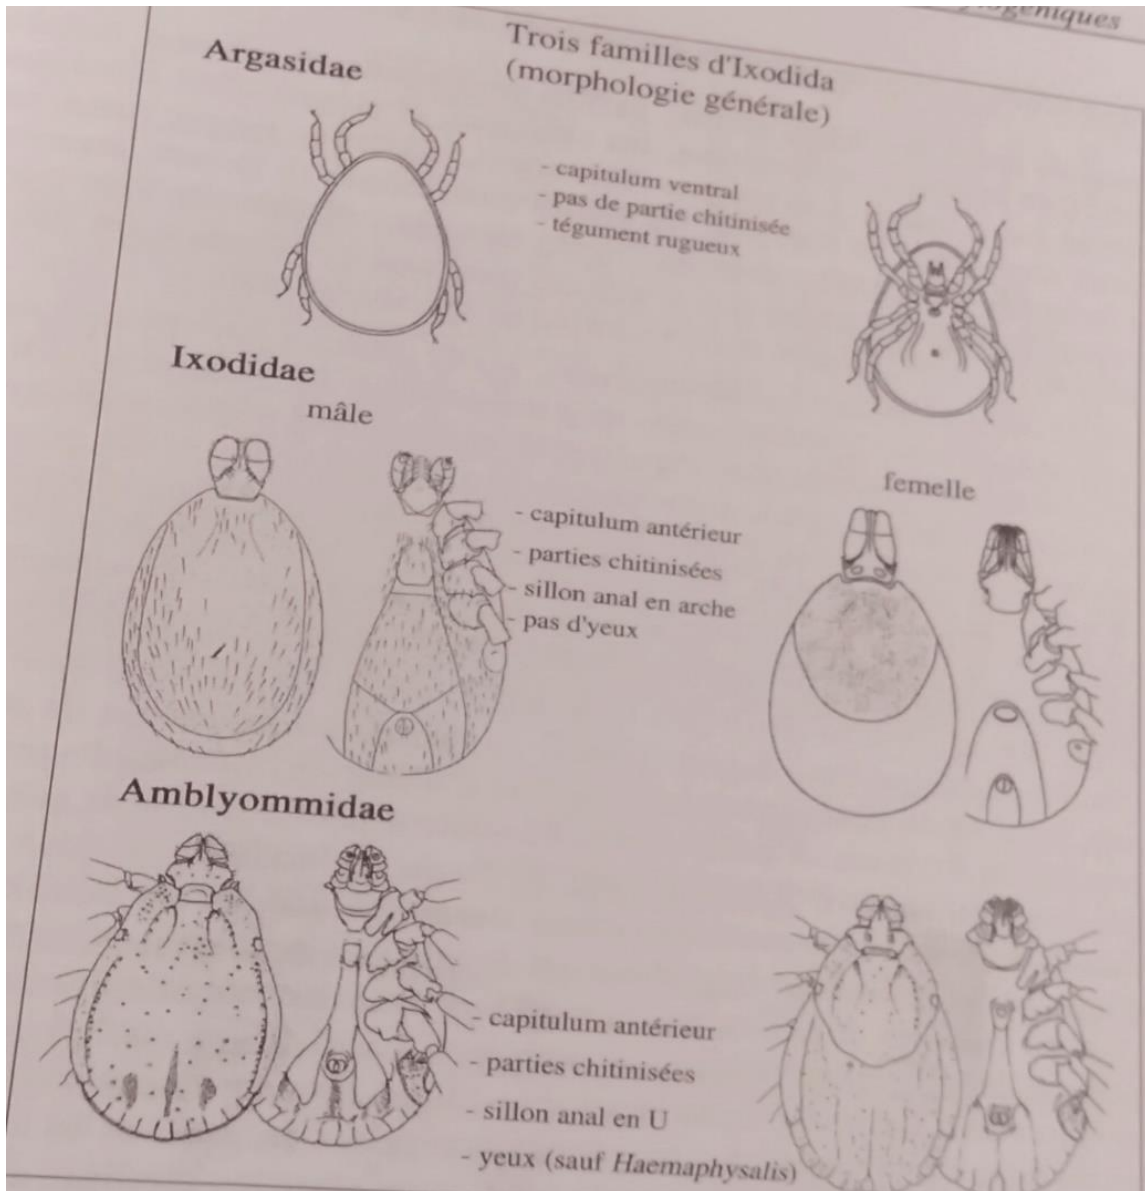 Argasidae
Trois familles d'Ixodida
(morphologie générale)
- capitulum ventral
- pas de partie chitinisée
- tégument rugueux
Ixodidae
mâle
femelle
- capitulum antérieur
- parties chitinisées
- sillon anal en arche
- pas d'yeux
Amblyommidae
- capitulum antérieur
- parties chitinisées
- sillon anal en U
- yeux (sauf Haemaphysalis)